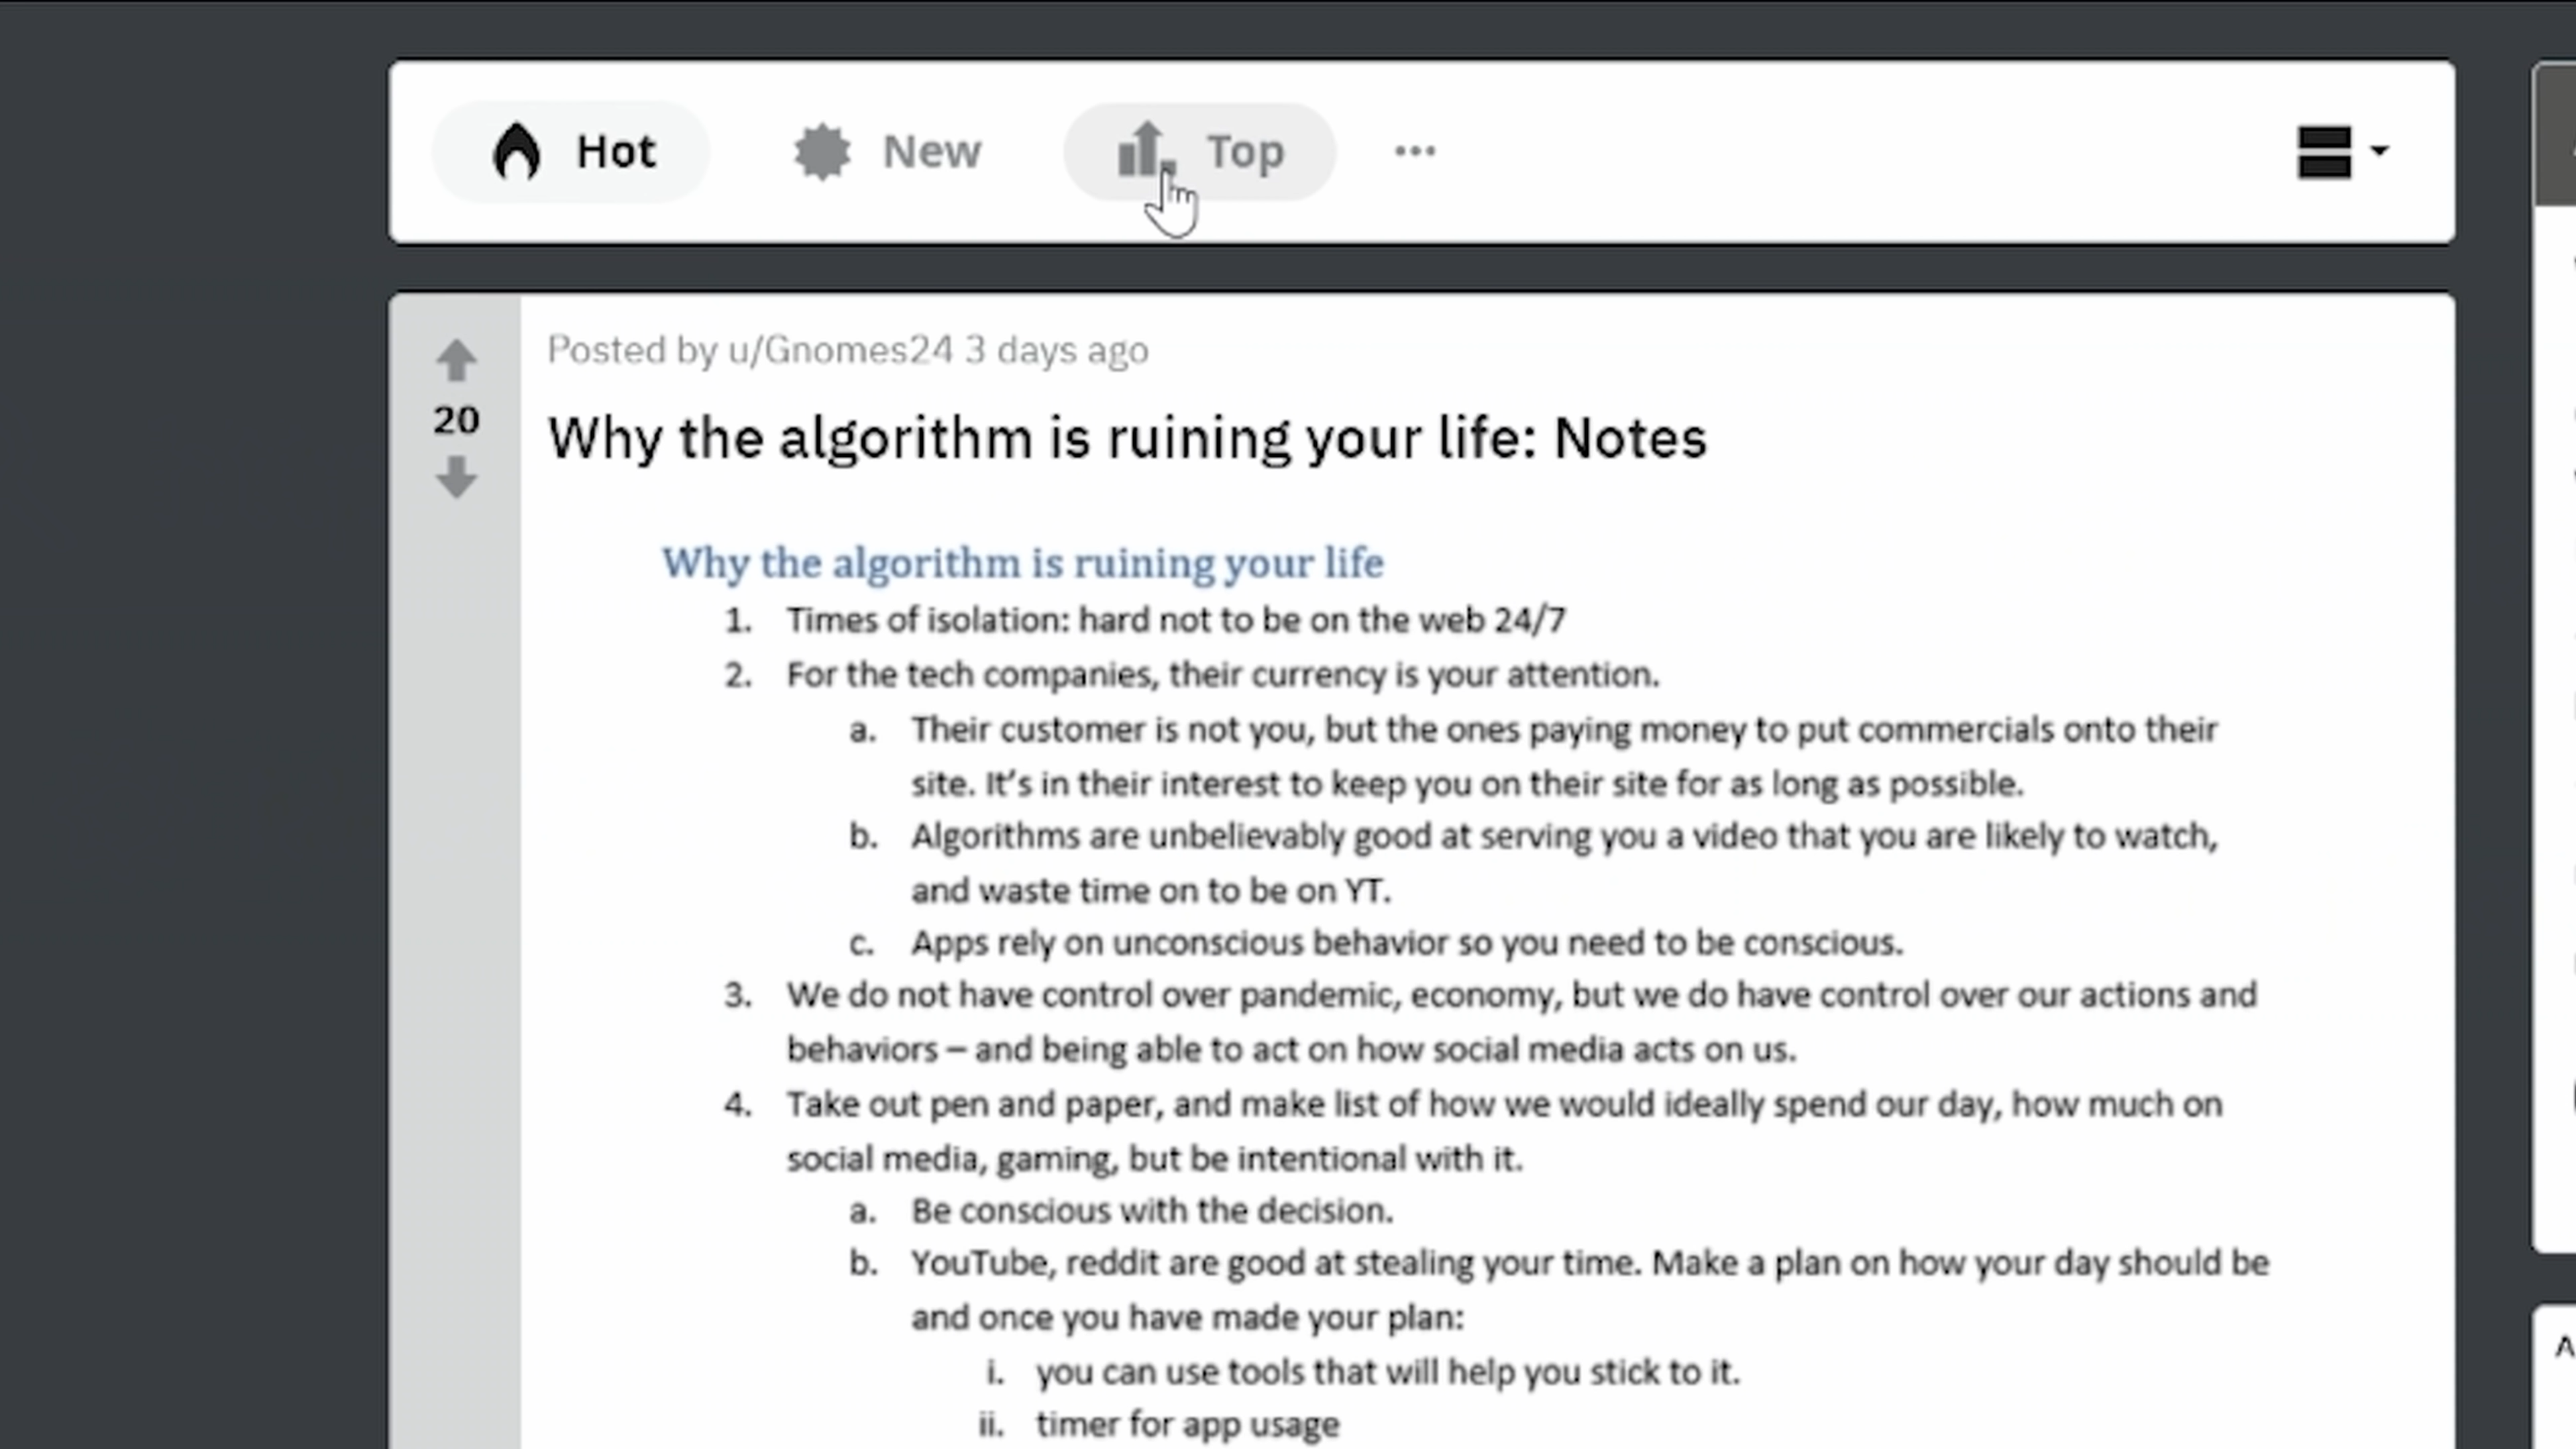 Hot New Top ...
Posted by u/Gnomes24 3 days ago
20
Why the algorithm is ruining your life: Notes
Why the algorithm is ruining your life
1. Times of isolation: hard not to be on the web 24/7
2. For the tech companies, their currency is your attention.
a. Their customer is not you, but the ones paying money to put commercials onto their
site. It's in their interest to keep you on their site for as long as possible.
b. Algorithms are unbelievably good at serving you a video that you are likely to watch,
and waste time on to be on YT.
c. Apps rely on unconscious behavior so you need to be conscious.
3. We do not have control over pandemic, economy, but we do have control over our actions and
behaviors – and being able to act on how social media acts on us.
4. Take out pen and paper, and make list of how we would ideally spend our day, how much on
social media, gaming, but be intentional with it.
a. Be conscious with the decision.
b. YouTube, reddit are good at stealing your time. Make a plan on how your day should be
and once you have made your plan:
i. you can use tools that will help you stick to it.
ii. timer for app usage